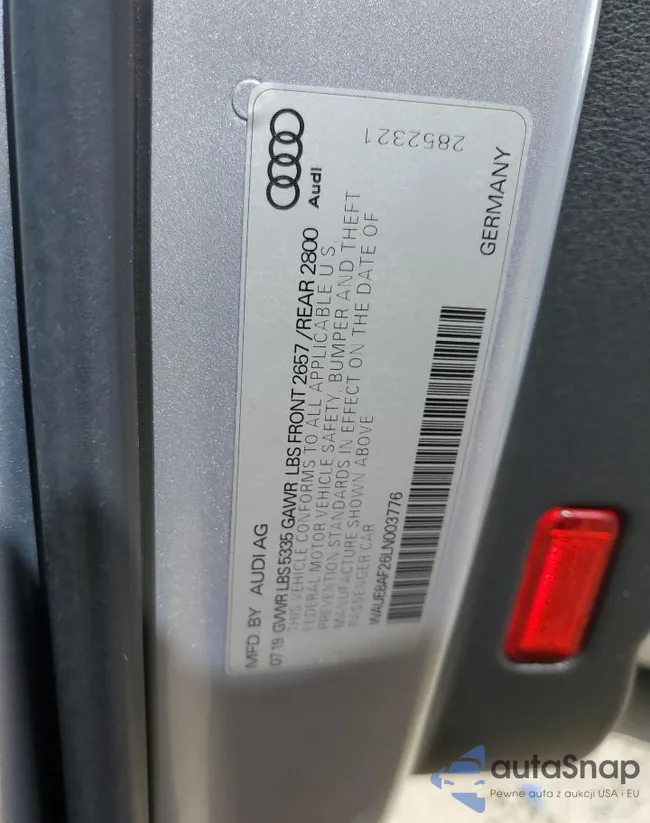 Audi
2852321
MFD. BY AUDI AG
GERMANY
07 19 GVWR LBS 5335 GAWR LBS FRONT 2657 / REAR 2800
THIS VEHICLE CONFORMS TO ALL APPLICABLE U S
FEDERAL MOTOR VEHICLE SAFETY, BUMPER AND THEFT
PREVENTION STANDARDS IN EFFECT ON THE DATE OF
MANUFACTURE SHOWN ABOVE
PASSENGER CAR
WAUE8AF26LN003776
autaSnap
Pewne auta z aukcji USA i EU